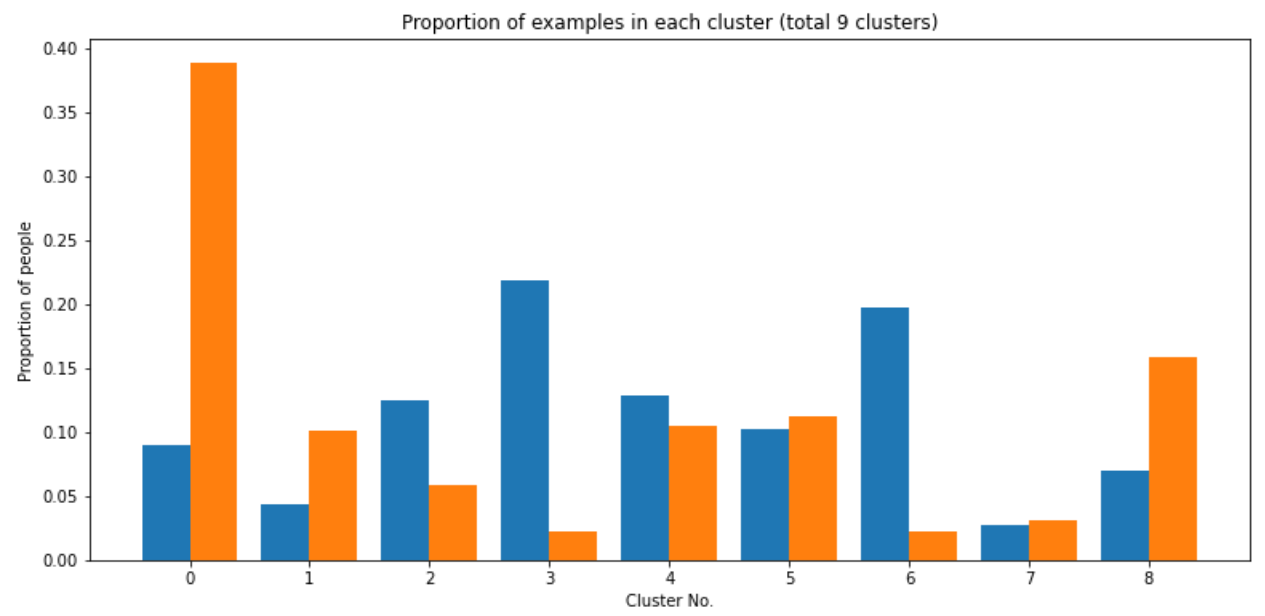 Proportion of examples in each cluster (total 9 clusters)
0.40
0.35
0.30
0.25
0.20
0.15
0.10
0.05
0.00
Proportion of people
0 1 2 3 4 5 6 7 8
Cluster No.